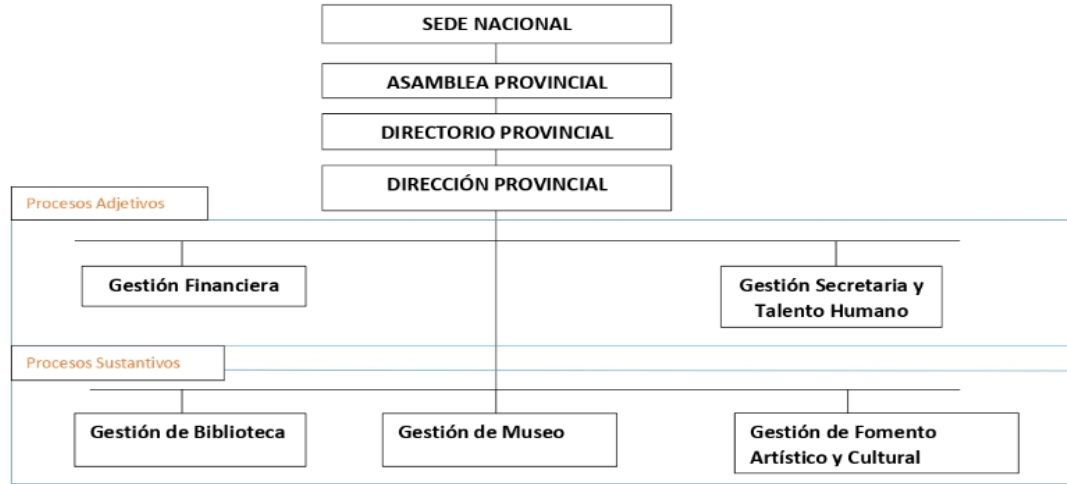 SEDE NACIONAL
ASAMBLEA PROVINCIAL
DIRECTORIO PROVINCIAL
DIRECCIÓN PROVINCIAL
Procesos Adjetivos
Gestión Financiera
Gestión Secretaria y
Talento Humano
Procesos Sustantivos
Gestión de Biblioteca
Gestión de Museo
Gestión de Fomento
Artístico y Cultural